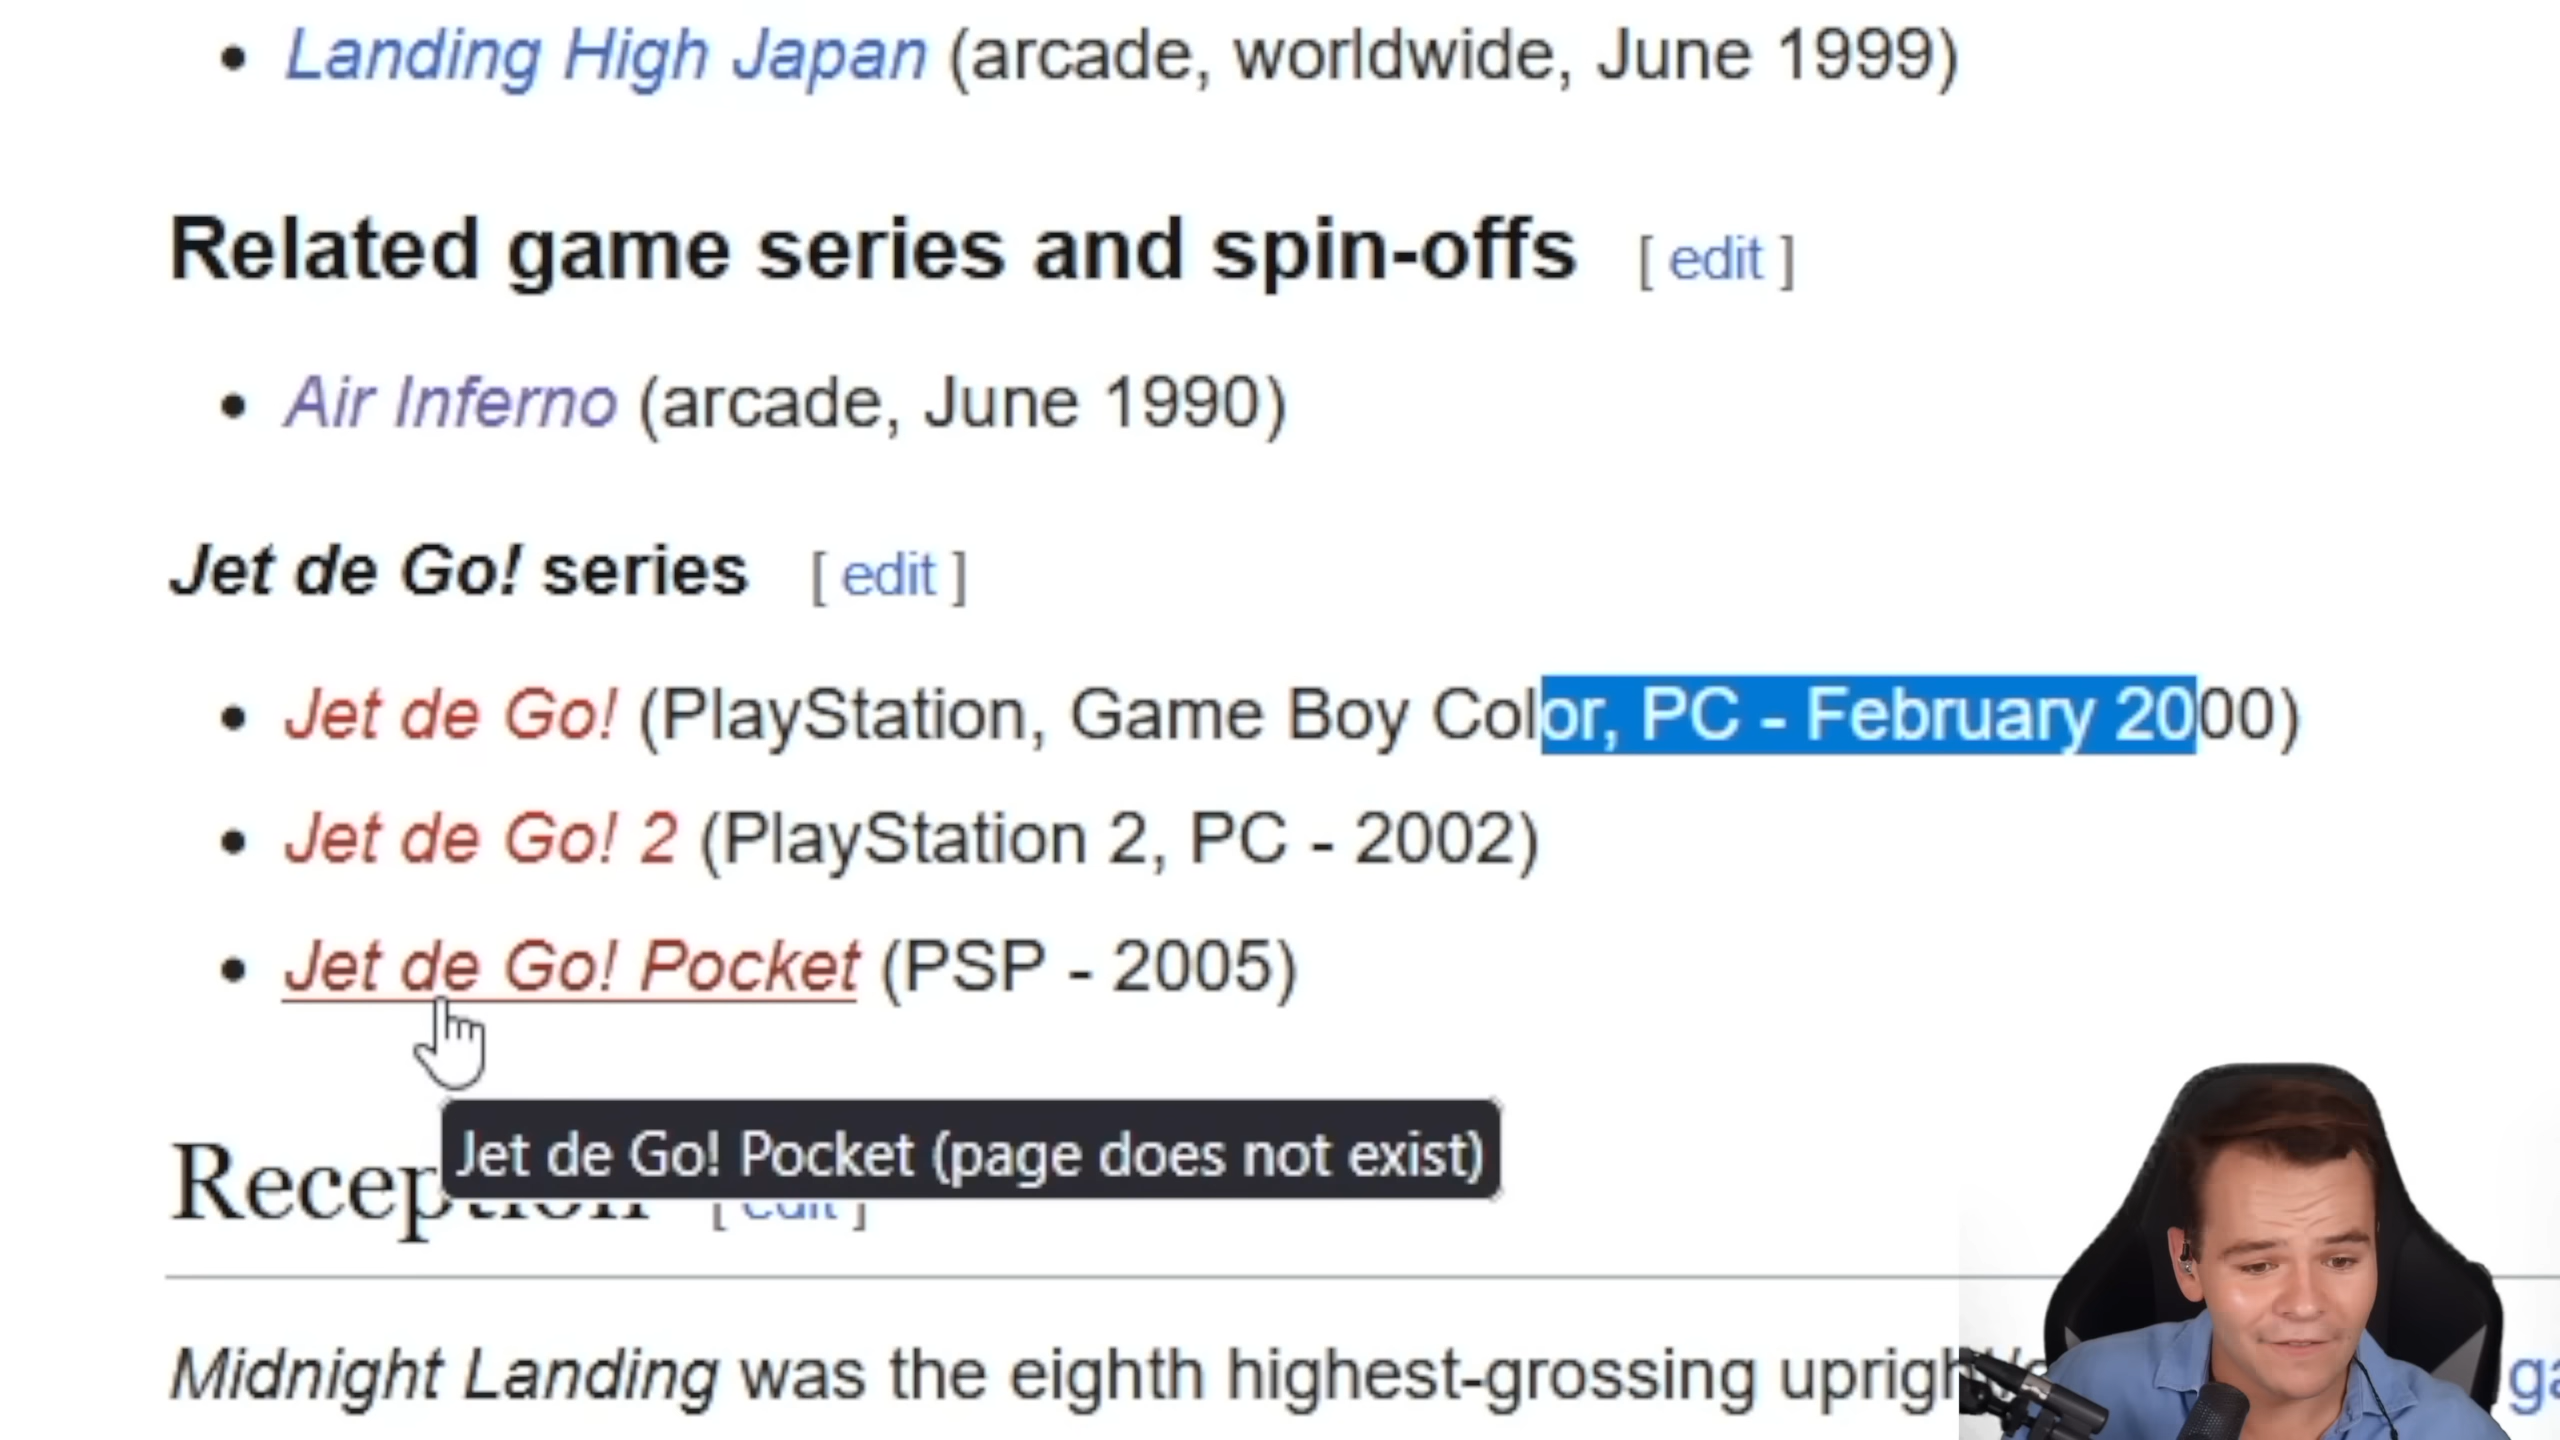 Landing High Japan (arcade, worldwide, June 1999)
Related game series and spin-offs [ edit ]
Air Inferno (arcade, June 1990)
Jet de Go! series [ edit ]
Jet de Go! (PlayStation, Game Boy Color, PC - February 2000)
Jet de Go! 2 (PlayStation 2, PC - 2002)
Jet de Go! Pocket (PSP - 2005)
Jet de Go! Pocket (page does not exist)
Reception [ edit ]
Midnight Landing was the eighth highest-grossing